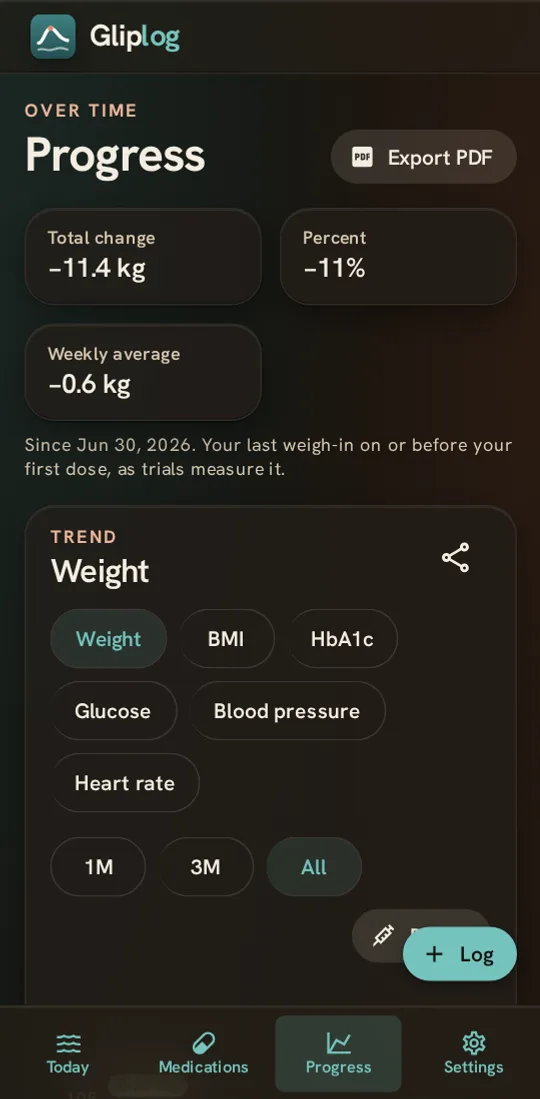 Gliplog
OVER TIME
Progress
PDF Export PDF
Total change
−11.4 kg
Percent
−11%
Weekly average
−0.6 kg
Since Jun 30, 2026. Your last weigh-in on or before your
first dose, as trials measure it.
TREND
Weight
Weight BMI HbA1c
Glucose Blood pressure
Heart rate
1M 3M All
+ Log
Today Medications Progress Settings